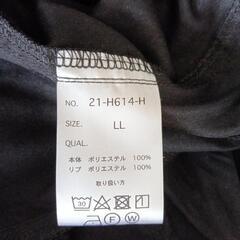 NO. 21-H614-H
SIZE. LL
QUAL.
本体 ポリエステル 100%
リブ ポリエステル 100%
取り扱い方
30
F W